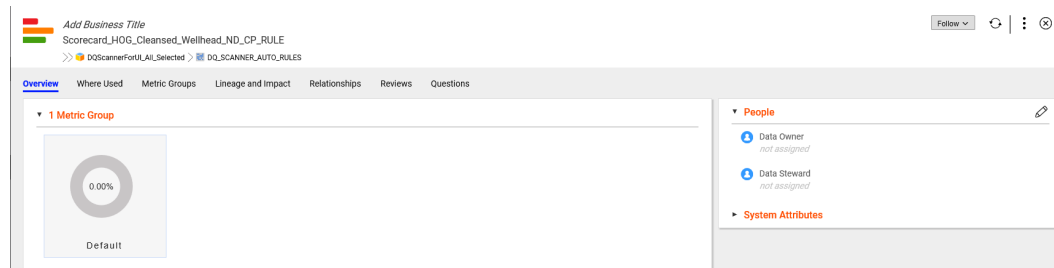 Add Business Title
Follow
Scorecard_HOG_Cleansed_Wellhead_ND_CP_RULE
DQScannerForUI_All_Selected > DQ_SCANNER_AUTO_RULES
Overview Where Used Metric Groups Lineage and Impact Relationships Reviews Questions
1 Metric Group
0.00%
Default
People
Data Owner
not assigned
Data Steward
not assigned
System Attributes